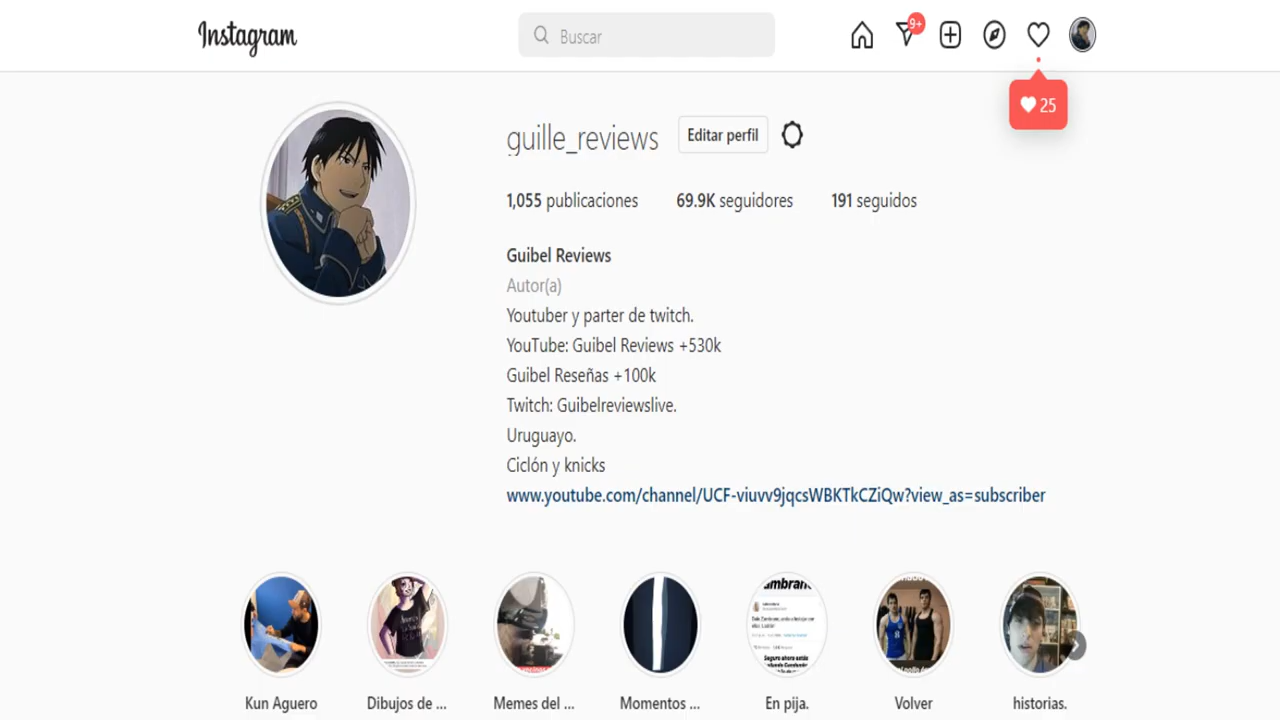 Instagram
Buscar
9+
25
guille_reviews
Editar perfil
1,055 publicaciones
69.9K seguidores
191 seguidos
Guibel Reviews
Autor(a)
Youtuber y parter de twitch.
YouTube: Guibel Reviews +530k
Guibel Reseñas +100k
Twitch: Guibelreviewslive.
Uruguayo.
Ciclón y knicks
www.youtube.com/channel/UCF-viuvv9jqcsWBKTkCZiQw?view_as=subscriber
Kun Aguero
Dibujos de ...
Memes del ...
Momentos ...
En pija.
Volver
historias.